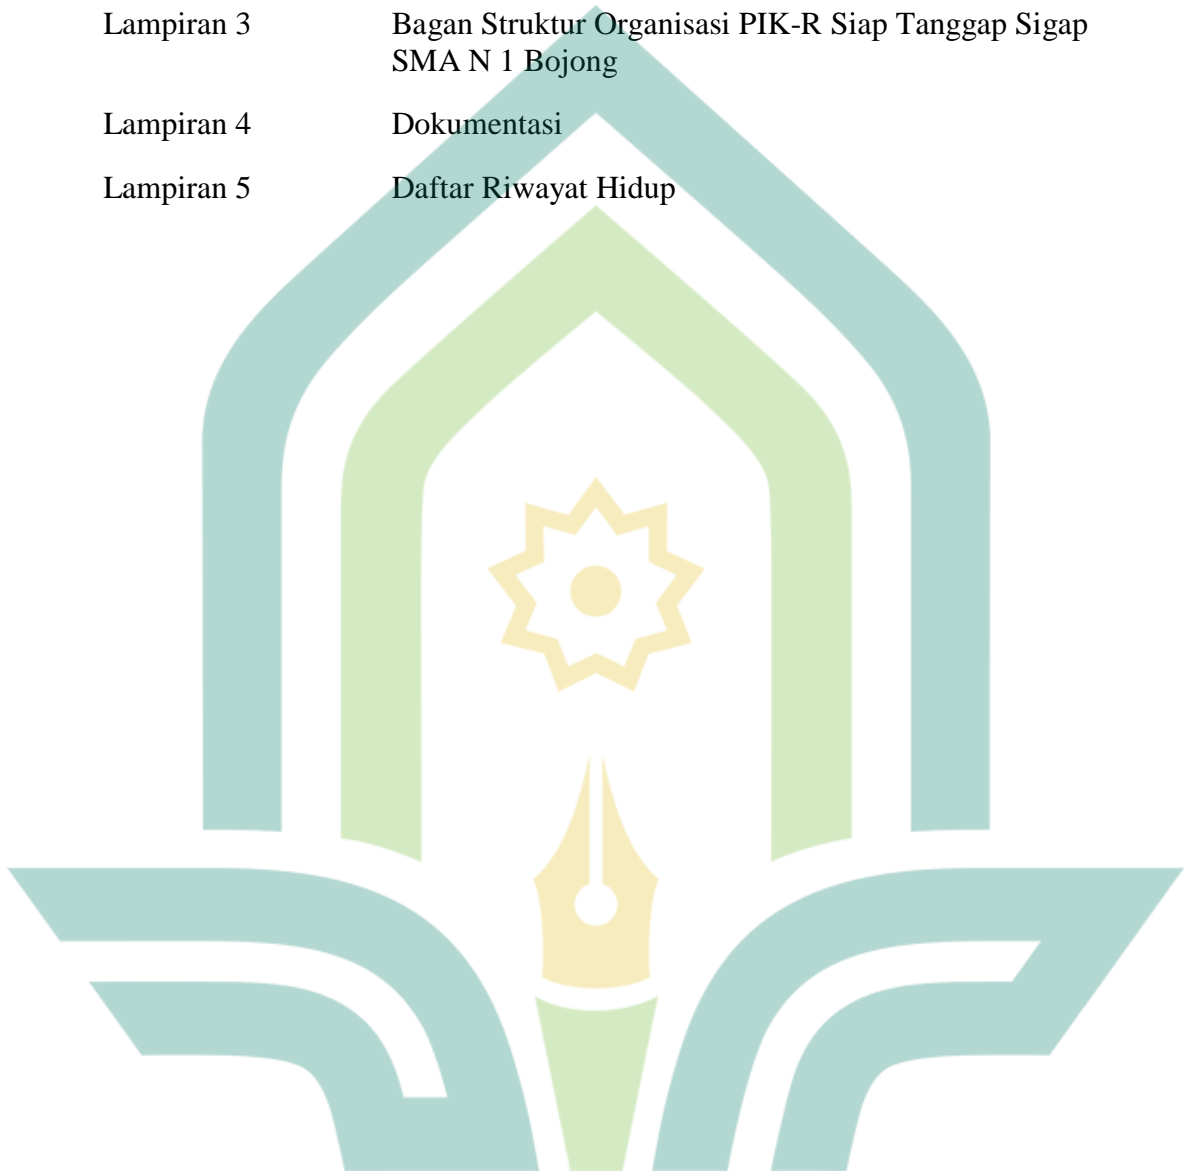 Lampiran 3 Bagan Struktur Organisasi PIK-R Siap Tanggap Sigap
SMA N 1 Bojong
Lampiran 4 Dokumentasi
Lampiran 5 Daftar Riwayat Hidup